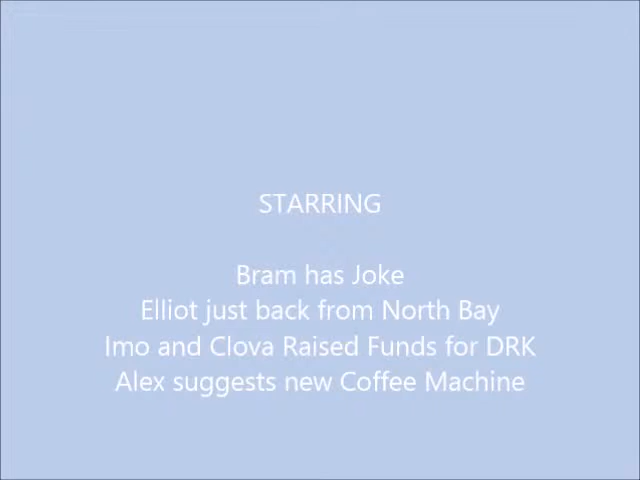 STARRING
Bram has Joke
Elliot just back from North Bay
Imo and Clova Raised Funds for DRK
Alex suggests new Coffee Machine